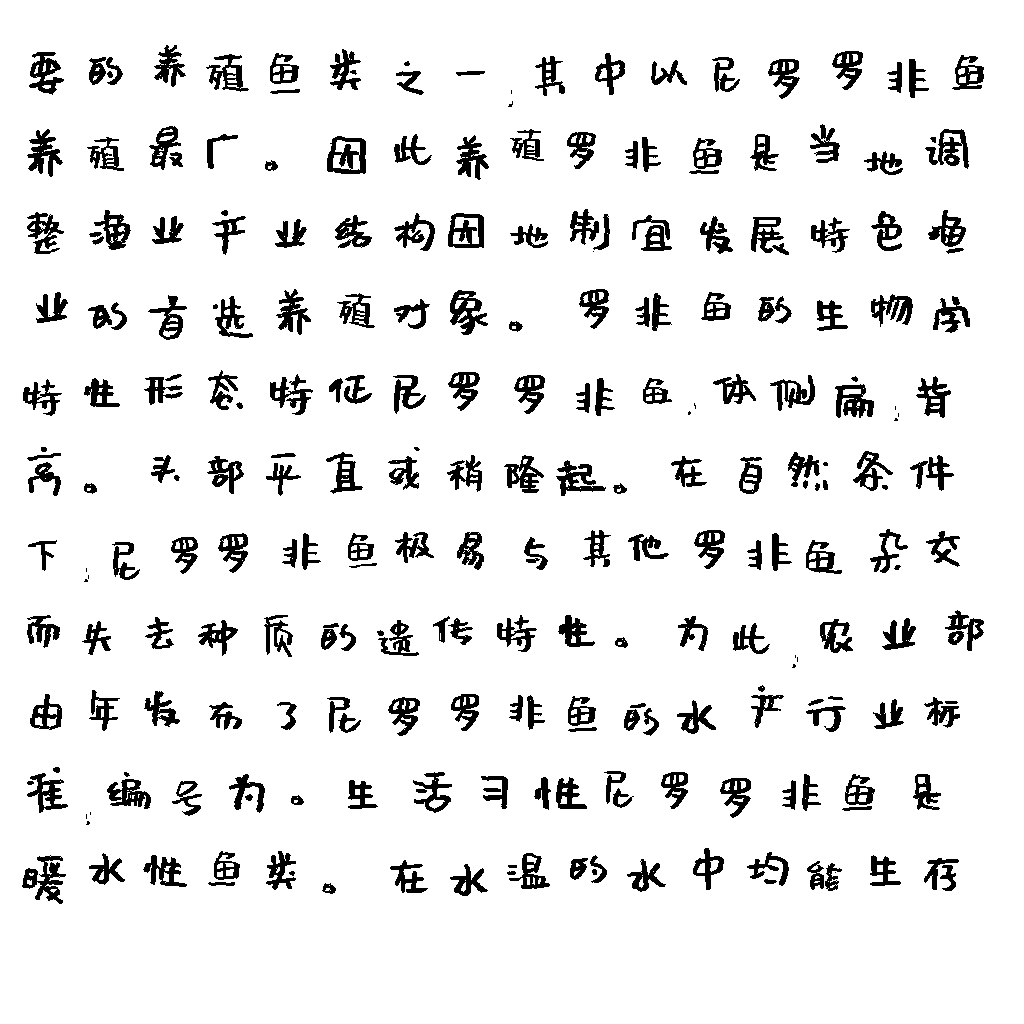 要的养殖鱼类之一,其中以尼罗罗非鱼
养殖最广。因此养殖罗非鱼是当地调
整渔业产业结构因地制宜发展特色渔
业的首选养殖对象。罗非鱼的生物学
特性形态特征尼罗罗非鱼,体侧扁,背
高。头部平直或稍隆起。在自然条件
下,尼罗罗非鱼极易与其他罗非鱼杂交
而失去种质的遗传特性。为此,农业部
由年发布了尼罗罗非鱼的水产行业标
准,编号为。生活习性尼罗罗非鱼是
暖水性鱼类。在水温的水中均能生存